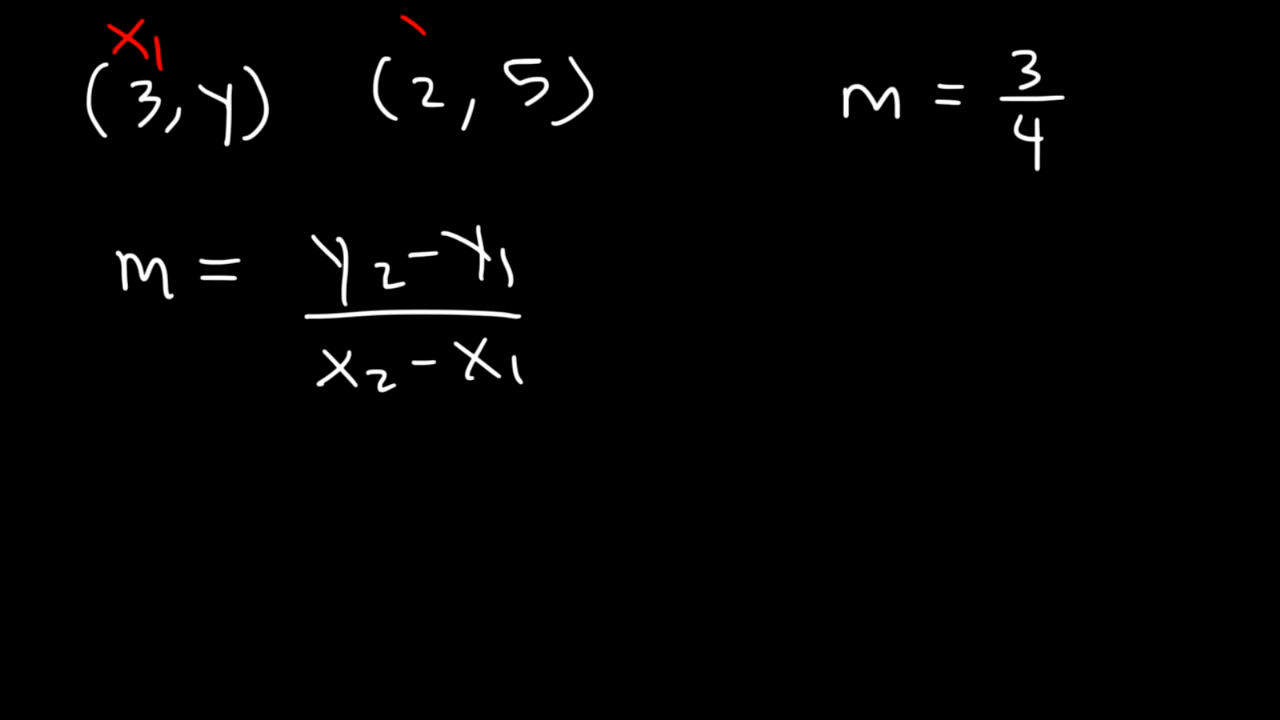 x₁
(3, y) (2, 5) m = 3/4
m = y₂ - y₁ / x₂ - x₁